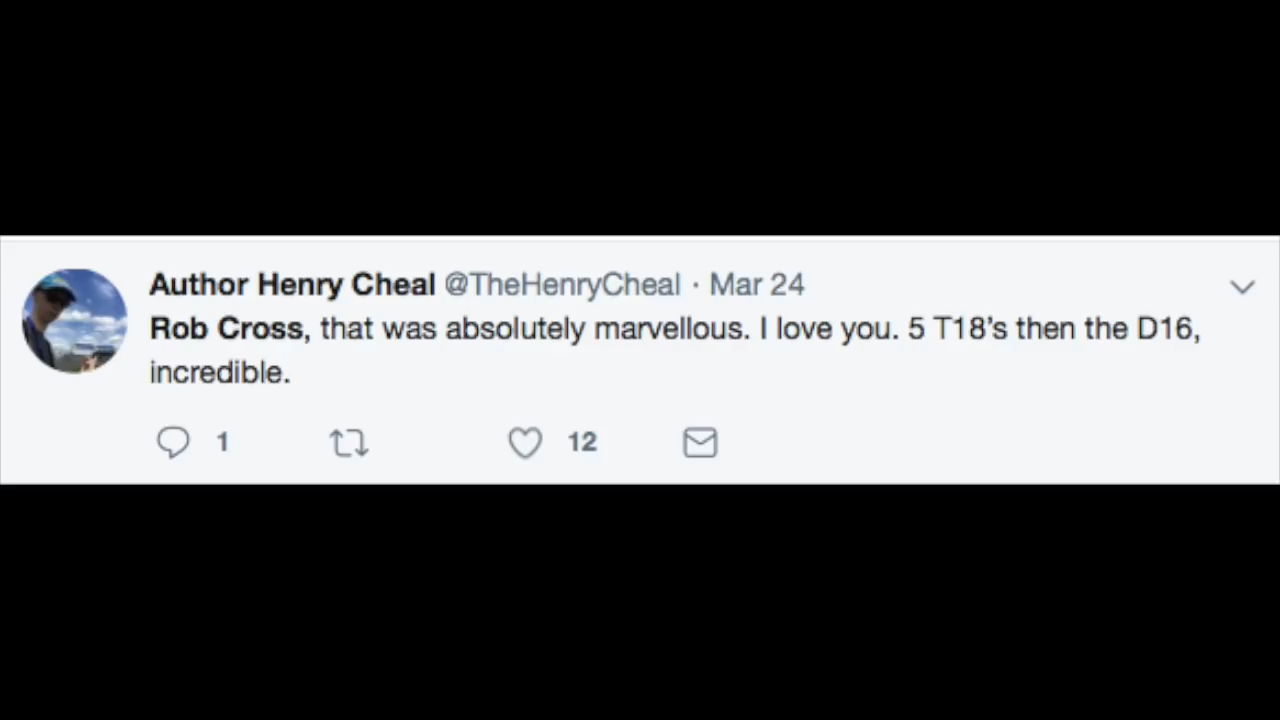 Author Henry Cheal @TheHenryCheal · Mar 24
Rob Cross, that was absolutely marvellous. I love you. 5 T18’s then the D16,
incredible.
1 12